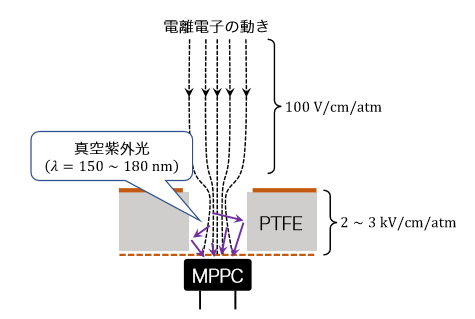 電離電子の動き
100 V/cm/atm
真空紫外光
(λ = 150 ~ 180 nm)
PTFE
2 ~ 3 kV/cm/atm
MPPC